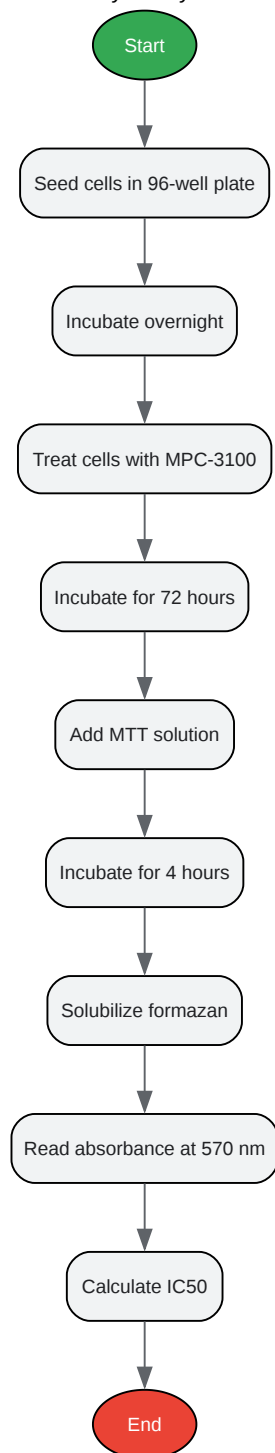 Start
Seed cells in 96-well plate
Incubate overnight
Treat cells with MPC-3100
Incubate for 72 hours
Add MTT solution
Incubate for 4 hours
Solubilize formazan
Read absorbance at 570 nm
Calculate IC50
End